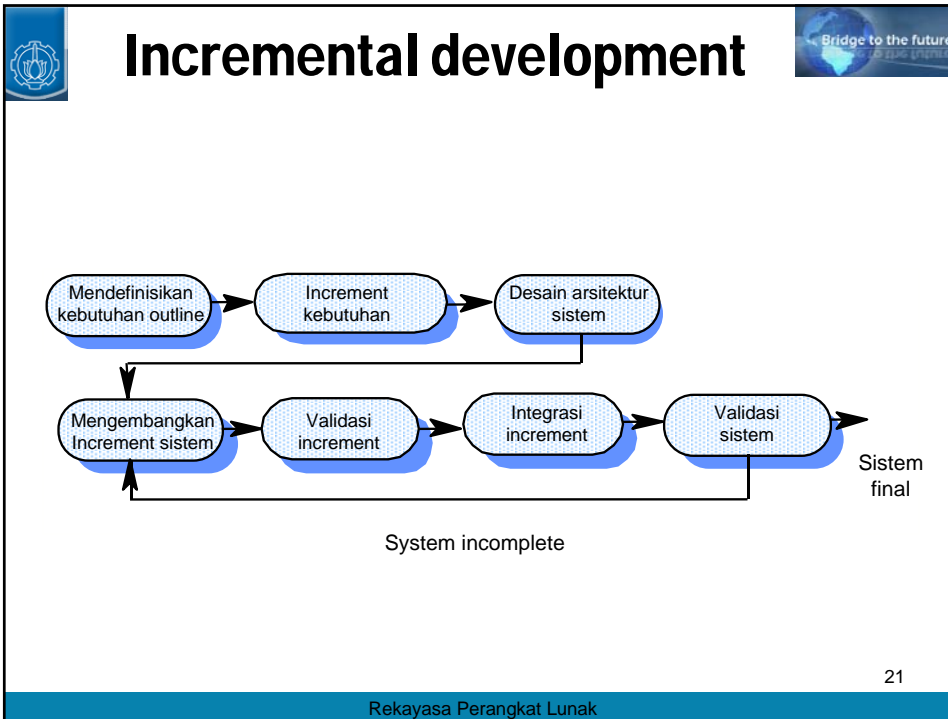 Incremental development
Bridge to the future
Mendefinisikan
kebutuhan outline
Increment
kebutuhan
Desain arsitektur
sistem
Mengembangkan
Increment sistem
Validasi
increment
Integrasi
increment
Validasi
sistem
Sistem
final
System incomplete
21
Rekayasa Perangkat Lunak